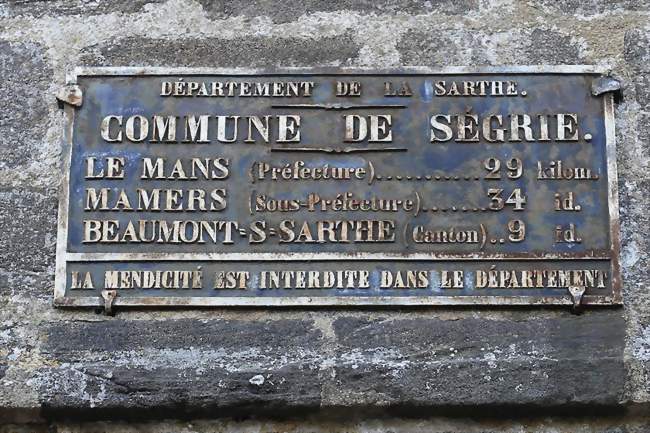 DÉPARTEMENT DE LA SARTHE.
COMMUNE DE SÉGRIE.
LE MANS (Préfecture)............29 kilom.
MAMERS (Sous-Préfecture).......34 id.
BEAUMONT=S=SARTHE (Canton)..9 id.
LA MENDICITÉ EST INTERDITE DANS LE DÉPARTEMENT